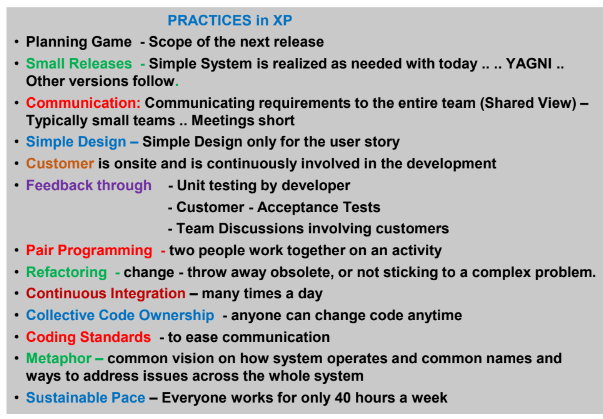 PRACTICES in XP
• Planning Game - Scope of the next release
• Small Releases - Simple System is realized as needed with today .. .. YAGNI ..
Other versions follow.
• Communication: Communicating requirements to the entire team (Shared View) –
Typically small teams .. Meetings short
• Simple Design – Simple Design only for the user story
• Customer is onsite and is continuously involved in the development
• Feedback through - Unit testing by developer
- Customer - Acceptance Tests
- Team Discussions involving customers
• Pair Programming - two people work together on an activity
• Refactoring - change - throw away obsolete, or not sticking to a complex problem.
• Continuous Integration – many times a day
• Collective Code Ownership - anyone can change code anytime
• Coding Standards - to ease communication
• Metaphor – common vision on how system operates and common names and
ways to address issues across the whole system
• Sustainable Pace – Everyone works for only 40 hours a week